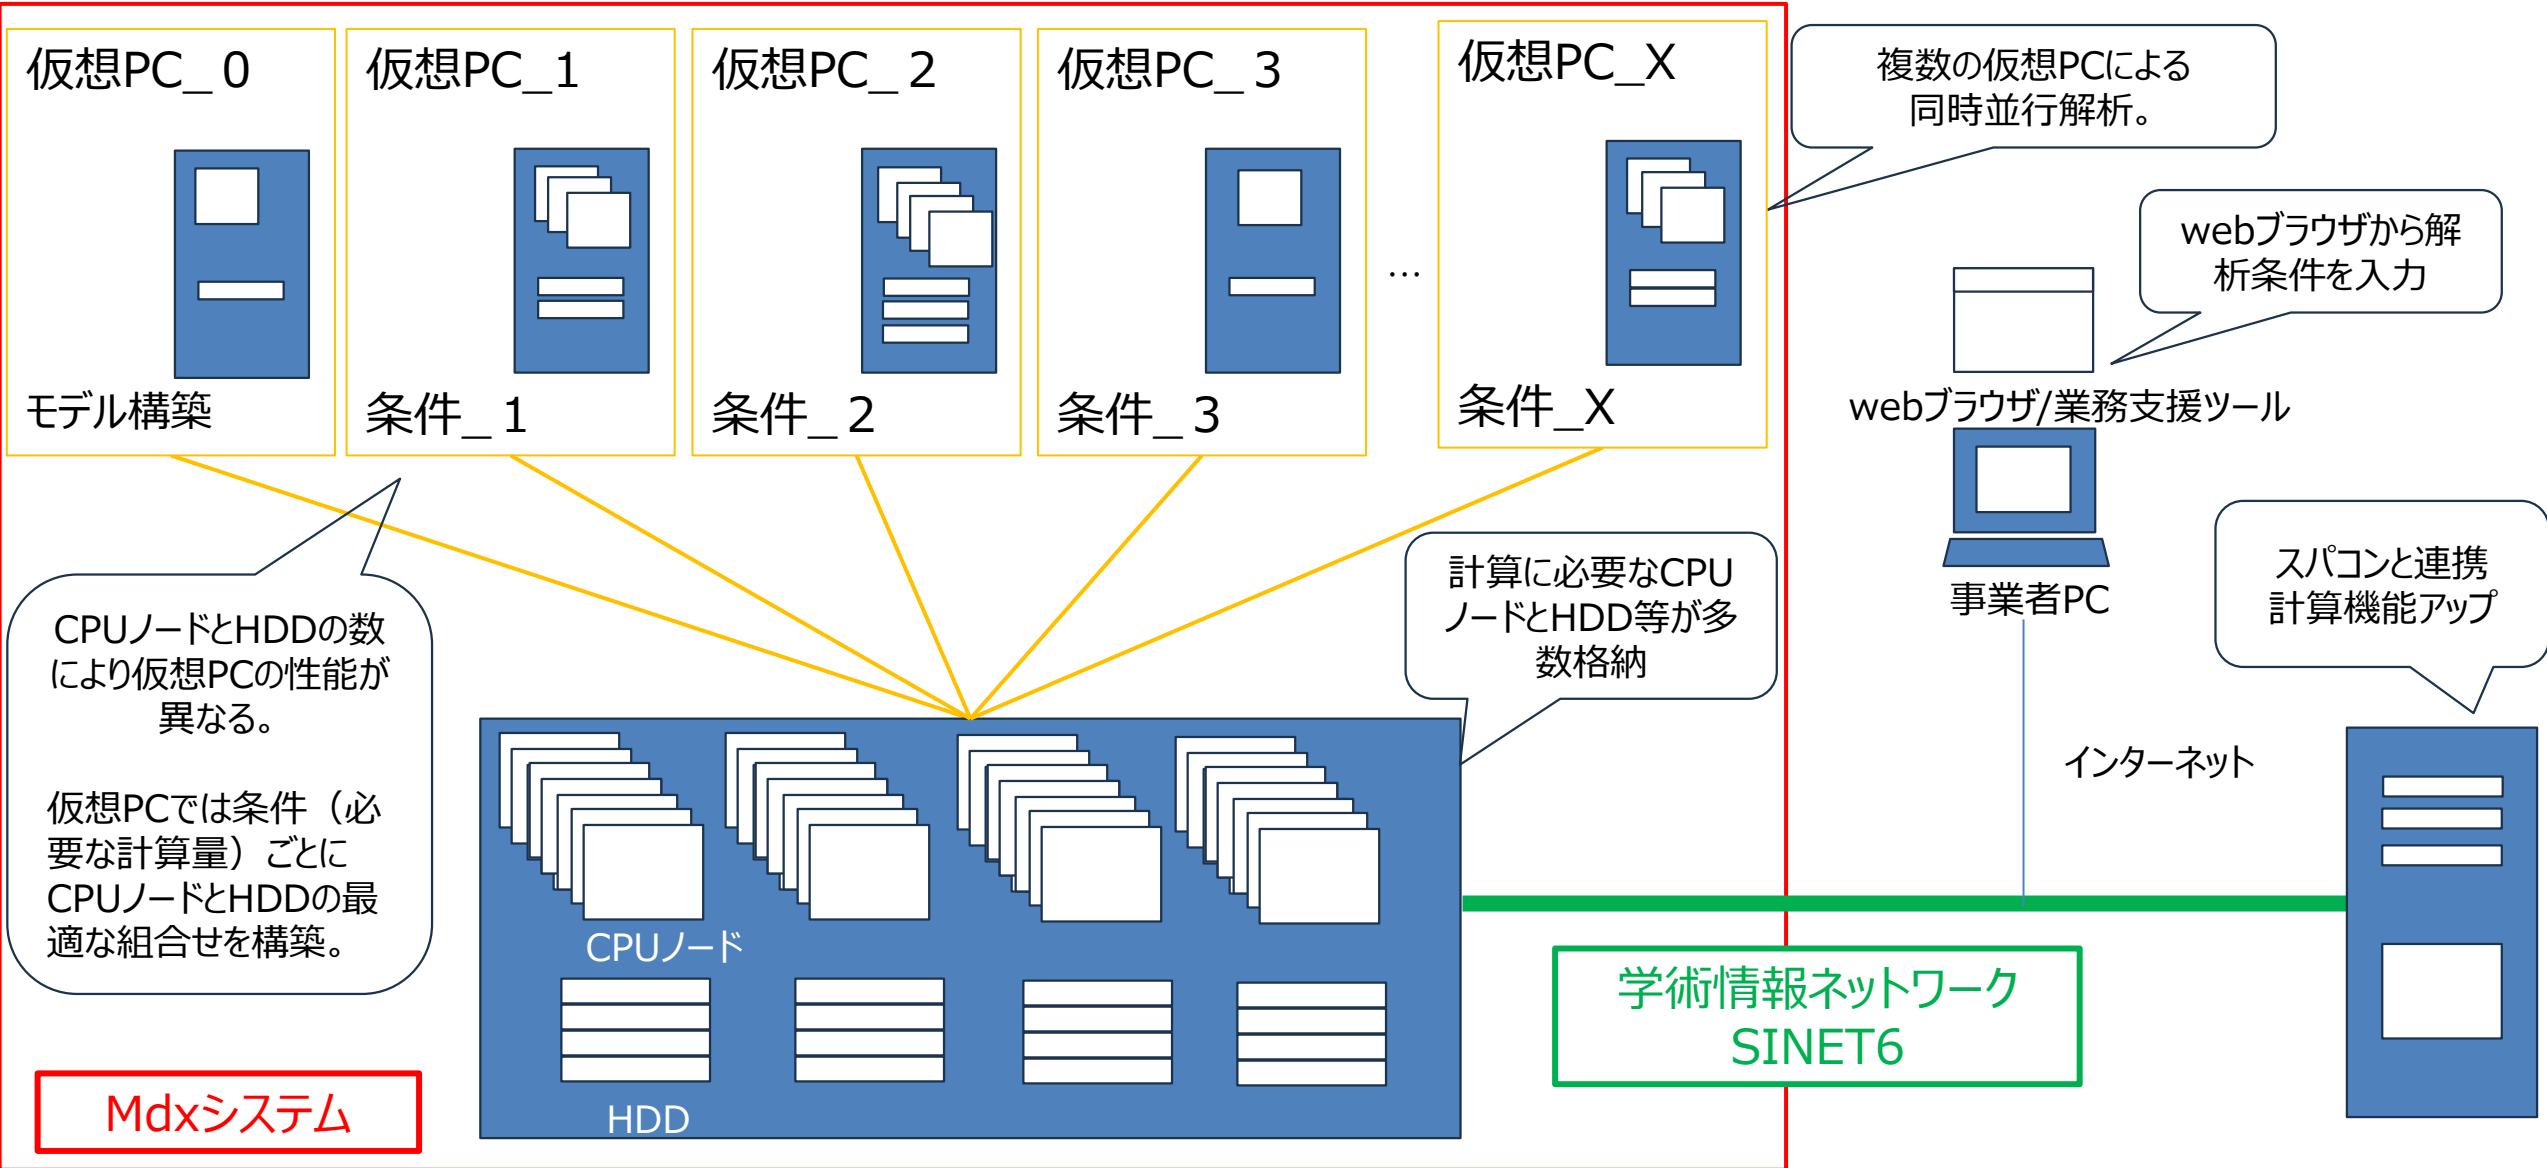 仮想PC_０
仮想PC_1
仮想PC_２
仮想PC_３
仮想PC_X
モデル構築
条件_１
条件_２
条件_３
…
条件_X
複数の仮想PCによる
同時並行解析。
webブラウザから解
析条件を入力
webブラウザ/業務支援ツール
事業者PC
スパコンと連携
計算機能アップ
計算に必要なCPU
ノードとHDD等が多
数格納
CPUノードとHDDの数
により仮想PCの性能が
異なる。
仮想PCでは条件（必
要な計算量）ごとに
CPUノードとHDDの最
適な組合せを構築。
インターネット
CPUノード
HDD
学術情報ネットワーク
SINET6
Mdxシステム